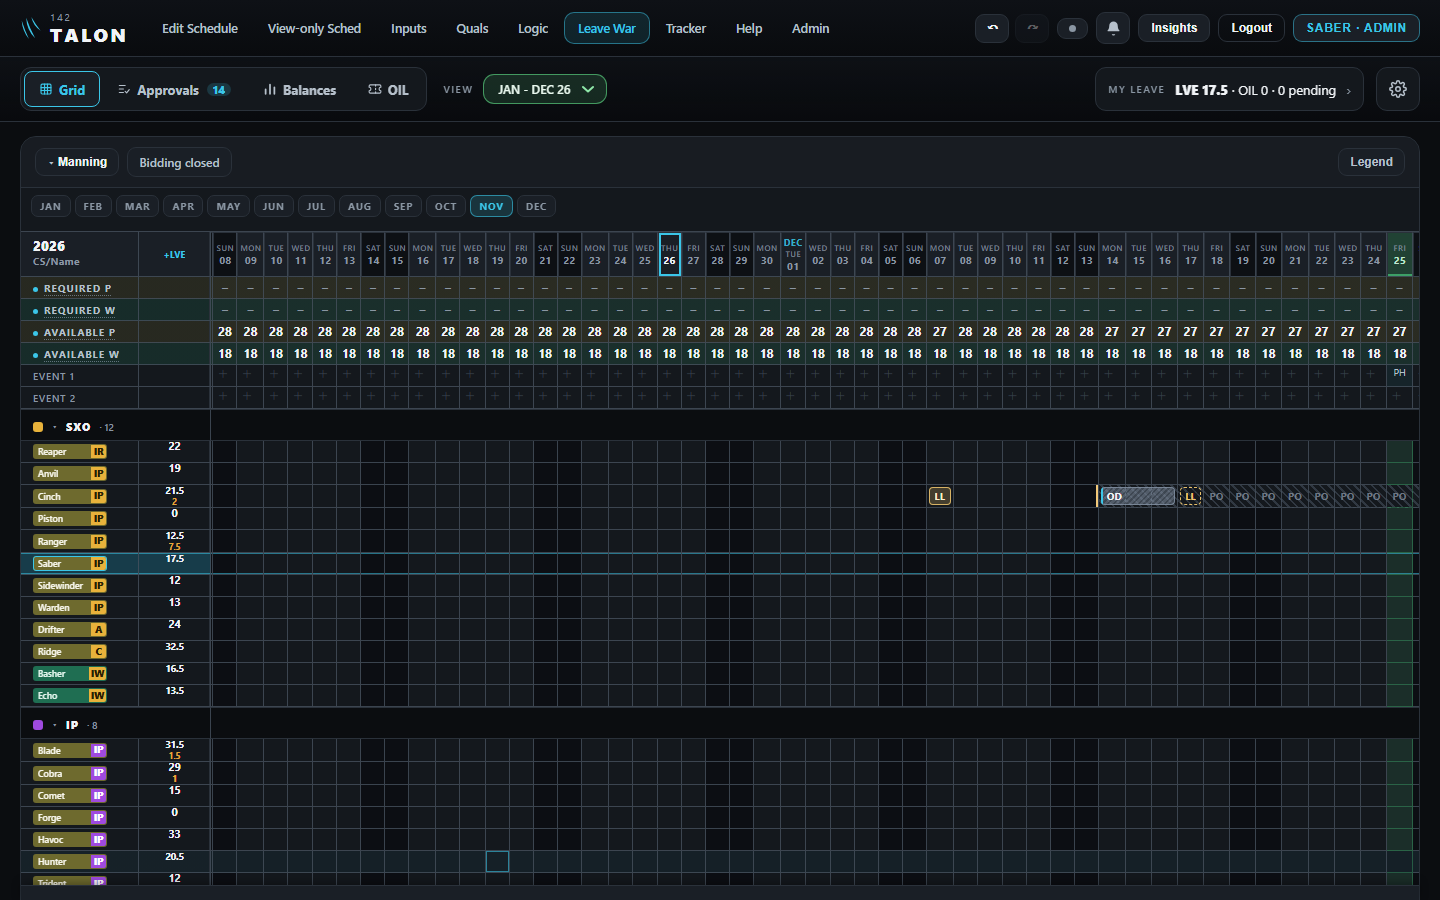 142
TALON
Edit Schedule View-only Sched Inputs Quals Logic Leave War Tracker Help Admin
Insights Logout SABER · ADMIN
Grid Approvals 14 Balances OIL VIEW JAN - DEC 26
MY LEAVE LVE 17.5 · OIL 0 · 0 pending ›
Manning Bidding closed Legend
JAN FEB MAR APR MAY JUN JUL AUG SEP OCT NOV DEC
2026
CS/Name
+LVE
SUN 08 MON 09 TUE 10 WED 11 THU 12 FRI 13 SAT 14 SUN 15 MON 16 TUE 17 WED 18 THU 19 FRI 20 SAT 21 SUN 22 MON 23 TUE 24 WED 25 THU 26 FRI 27 SAT 28 SUN 29 MON 30 DEC TUE 01 WED 02 THU 03 FRI 04 SAT 05 SUN 06 MON 07 TUE 08 WED 09 THU 10 FRI 11 SAT 12 SUN 13 MON 14 TUE 15 WED 16 THU 17 FRI 18 SAT 19 SUN 20 MON 21 TUE 22 WED 23 THU 24 FRI 25
REQUIRED P – – – – – – – – – – – – – – – – – – – – – – – – – – – – – – – – – – – – – – – – – – – – – – – –
REQUIRED W – – – – – – – – – – – – – – – – – – – – – – – – – – – – – – – – – – – – – – – – – – – – – – – –
AVAILABLE P 28 28 28 28 28 28 28 28 28 28 28 28 28 28 28 28 28 28 28 28 28 28 28 28 28 28 28 28 28 27 28 28 28 28 28 28 27 27 27 27 27 27 27 27 27 27 27 27
AVAILABLE W 18 18 18 18 18 18 18 18 18 18 18 18 18 18 18 18 18 18 18 18 18 18 18 18 18 18 18 18 18 18 18 18 18 18 18 18 18 18 18 18 18 18 18 18 18 18 18 18
EVENT 1 + + + + + + + + + + + + + + + + + + + + + + + + + + + + + + + + + + + + + + + + + + + + + + + PH
EVENT 2 + + + + + + + + + + + + + + + + + + + + + + + + + + + + + + + + + + + + + + + + + + + + + + + +
SXO · 12
Reaper IR 22
Anvil IP 19
Cinch IP 21.5 2 LL OD LL PO PO PO PO PO PO PO PO
Piston IP 0
Ranger IP 12.5 7.5
Saber IP 17.5
Sidewinder IP 12
Warden IP 13
Drifter A 24
Ridge C 32.5
Basher IW 16.5
Echo IW 13.5
IP · 8
Blade IP 31.5 1.5
Cobra IP 29 1
Comet IP 15
Forge IP 0
Havoc IP 33
Hunter IP 20.5
Trident IP 12